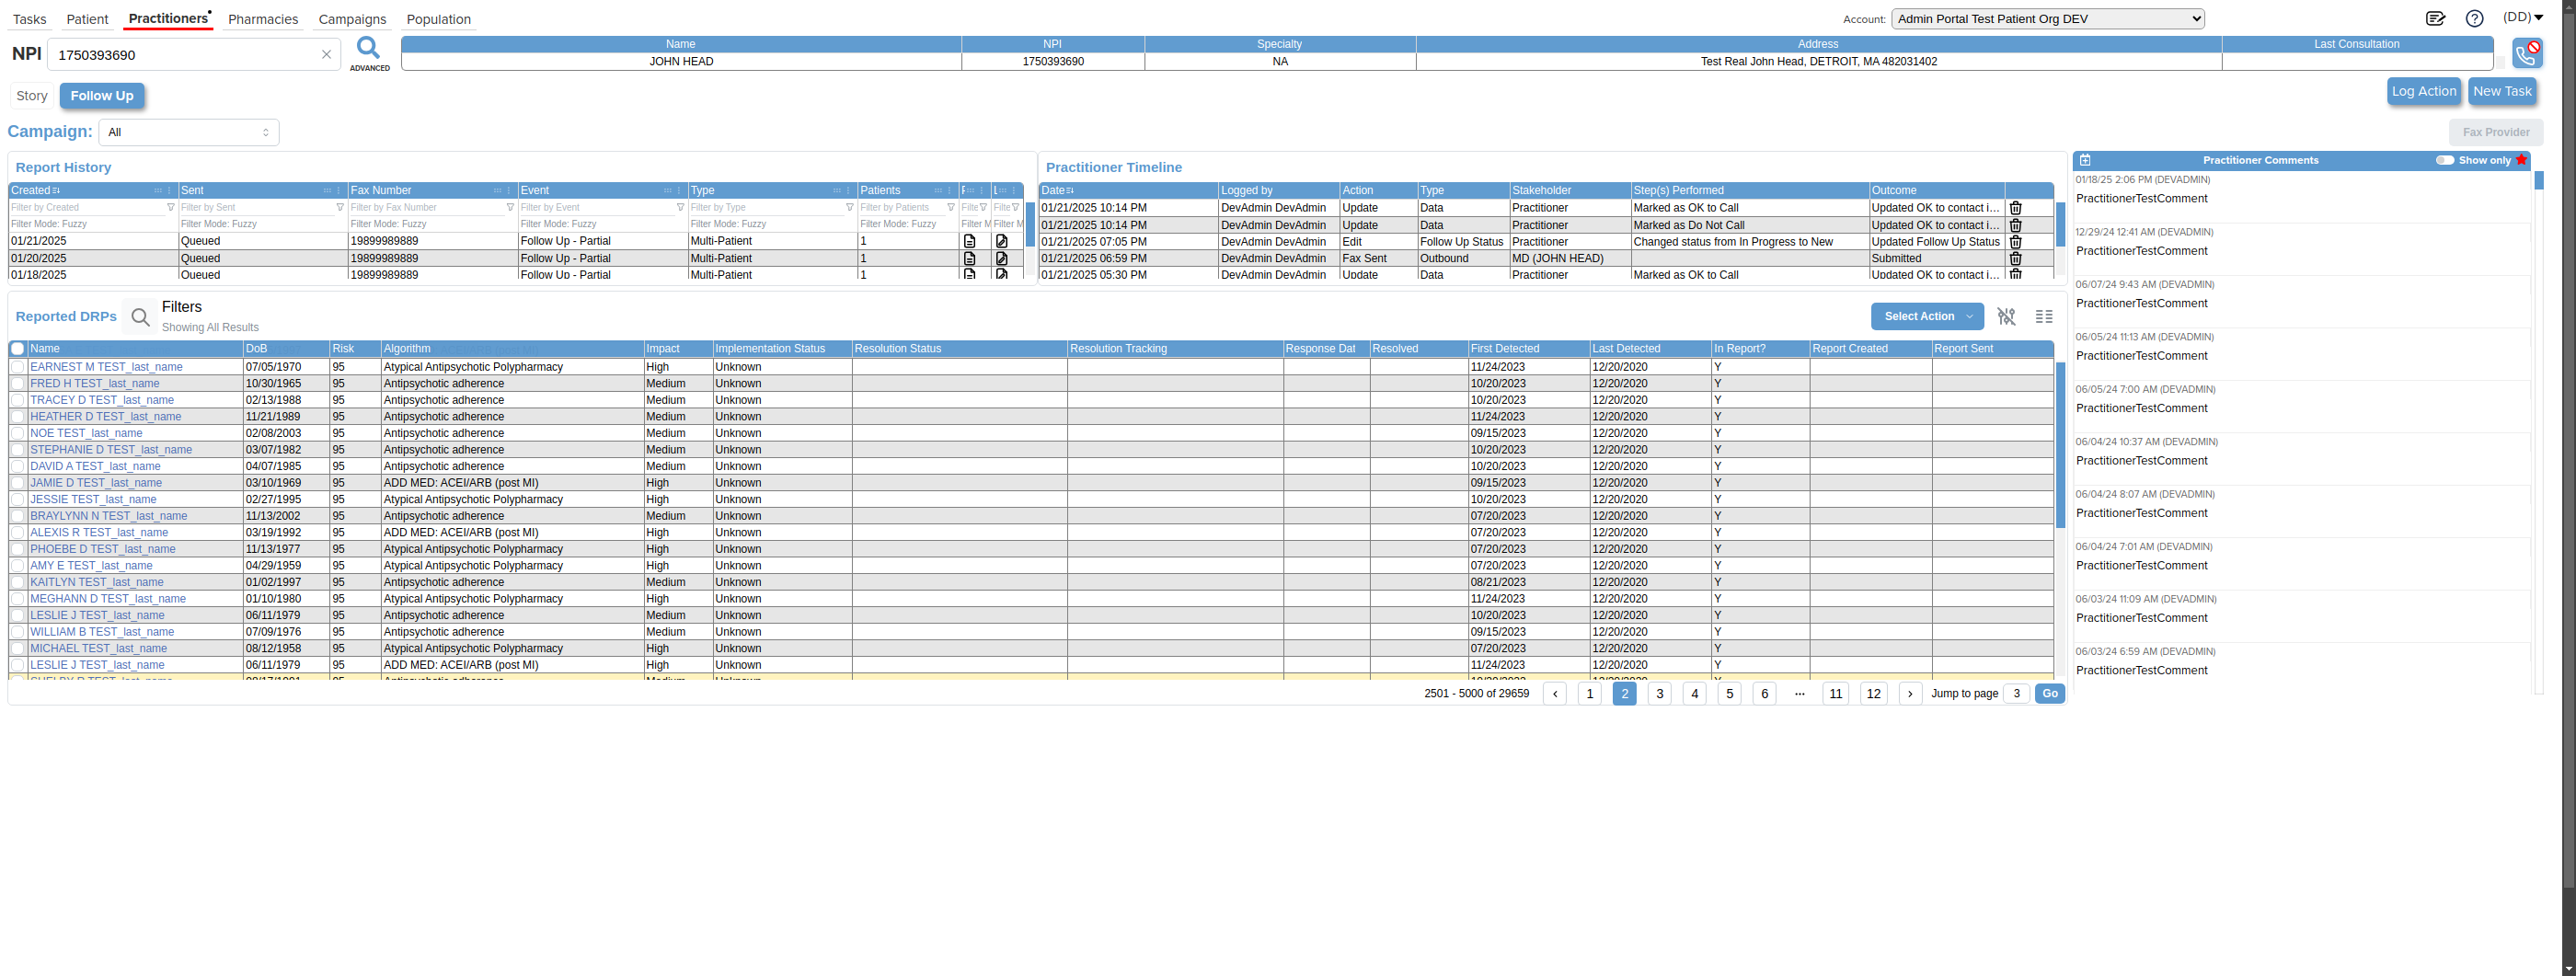 Tasks Patient Practitioners Pharmacies Campaigns Population Account: Admin Portal Test Patient Org DEV (DD)
NPI 1750393690 ADVANCED
Name NPI Specialty Address Last Consultation
JOHN HEAD 1750393690 NA Test Real John Head, DETROIT, MA 482031402
Story Follow Up Log Action New Task
Campaign: All Fax Provider
Report History
Created Sent Fax Number Event Type Patients
Filter by Created Filter by Sent Filter by Fax Number Filter by Event Filter by Type Filter by Patients Filte Filte
Filter Mode: Fuzzy Filter Mode: Fuzzy Filter Mode: Fuzzy Filter Mode: Fuzzy Filter Mode: Fuzzy Filter Mode: Fuzzy Filter M Filter M
01/21/2025 Queued 19899989889 Follow Up - Partial Multi-Patient 1
01/20/2025 Queued 19899989889 Follow Up - Partial Multi-Patient 1
01/18/2025 Queued 19899989889 Follow Up - Partial Multi-Patient 1
Practitioner Timeline
Date Logged by Action Type Stakeholder Step(s) Performed Outcome
01/21/2025 10:14 PM DevAdmin DevAdmin Update Data Practitioner Marked as OK to Call Updated OK to contact i...
01/21/2025 10:14 PM DevAdmin DevAdmin Update Data Practitioner Marked as Do Not Call Updated OK to contact i...
01/21/2025 07:05 PM DevAdmin DevAdmin Edit Follow Up Status Practitioner Changed status from In Progress to New Updated Follow Up Status
01/21/2025 06:59 PM DevAdmin DevAdmin Fax Sent Outbound MD (JOHN HEAD) Submitted
01/21/2025 05:30 PM DevAdmin DevAdmin Update Data Practitioner Marked as OK to Call Updated OK to contact i...
Practitioner Comments Show only
01/18/25 2:06 PM (DEVADMIN)
PractitionerTestComment
12/29/24 12:41 AM (DEVADMIN)
PractitionerTestComment
06/07/24 9:43 AM (DEVADMIN)
PractitionerTestComment
06/05/24 11:13 AM (DEVADMIN)
PractitionerTestComment
06/05/24 7:00 AM (DEVADMIN)
PractitionerTestComment
06/04/24 10:37 AM (DEVADMIN)
PractitionerTestComment
06/04/24 8:07 AM (DEVADMIN)
PractitionerTestComment
06/04/24 7:01 AM (DEVADMIN)
PractitionerTestComment
06/03/24 11:09 AM (DEVADMIN)
PractitionerTestComment
06/03/24 6:59 AM (DEVADMIN)
PractitionerTestComment
Reported DRPs Filters
Showing All Results
Select Action
Name DoB Risk Algorithm Impact Implementation Status Resolution Status Resolution Tracking Response Dat Resolved First Detected Last Detected In Report? Report Created Report Sent
EARNEST M TEST_last_name 07/05/1970 95 Atypical Antipsychotic Polypharmacy High Unknown 11/24/2023 12/20/2020 Y
FRED H TEST_last_name 10/30/1965 95 Antipsychotic adherence Medium Unknown 10/20/2023 12/20/2020 Y
TRACEY D TEST_last_name 02/13/1988 95 Antipsychotic adherence Medium Unknown 10/20/2023 12/20/2020 Y
HEATHER D TEST_last_name 11/21/1989 95 Antipsychotic adherence Medium Unknown 11/24/2023 12/20/2020 Y
NOE TEST_last_name 02/08/2003 95 Antipsychotic adherence Medium Unknown 09/15/2023 12/20/2020 Y
STEPHANIE D TEST_last_name 03/07/1982 95 Antipsychotic adherence Medium Unknown 10/20/2023 12/20/2020 Y
DAVID A TEST_last_name 04/07/1985 95 Antipsychotic adherence Medium Unknown 10/20/2023 12/20/2020 Y
JAMIE D TEST_last_name 03/10/1969 95 ADD MED: ACEI/ARB (post MI) High Unknown 09/15/2023 12/20/2020 Y
JESSIE TEST_last_name 02/27/1995 95 Atypical Antipsychotic Polypharmacy High Unknown 10/20/2023 12/20/2020 Y
BRAYLYNN N TEST_last_name 11/13/2002 95 Antipsychotic adherence Medium Unknown 07/20/2023 12/20/2020 Y
ALEXIS R TEST_last_name 03/19/1992 95 ADD MED: ACEI/ARB (post MI) High Unknown 07/20/2023 12/20/2020 Y
PHOEBE D TEST_last_name 11/13/1977 95 Atypical Antipsychotic Polypharmacy High Unknown 07/20/2023 12/20/2020 Y
AMY E TEST_last_name 04/29/1959 95 Atypical Antipsychotic Polypharmacy High Unknown 07/20/2023 12/20/2020 Y
KAITLYN TEST_last_name 01/02/1997 95 Antipsychotic adherence Medium Unknown 08/21/2023 12/20/2020 Y
MEGHANN D TEST_last_name 01/10/1980 95 Atypical Antipsychotic Polypharmacy High Unknown 11/24/2023 12/20/2020 Y
LESLIE J TEST_last_name 06/11/1979 95 Antipsychotic adherence Medium Unknown 10/20/2023 12/20/2020 Y
WILLIAM B TEST_last_name 07/09/1976 95 Antipsychotic adherence Medium Unknown 09/15/2023 12/20/2020 Y
MICHAEL TEST_last_name 08/12/1958 95 Atypical Antipsychotic Polypharmacy High Unknown 07/20/2023 12/20/2020 Y
LESLIE J TEST_last_name 06/11/1979 95 ADD MED: ACEI/ARB (post MI) High Unknown 11/24/2023 12/20/2020 Y
2501 - 5000 of 29659 1 2 3 4 5 6 ... 11 12 Jump to page 3 Go